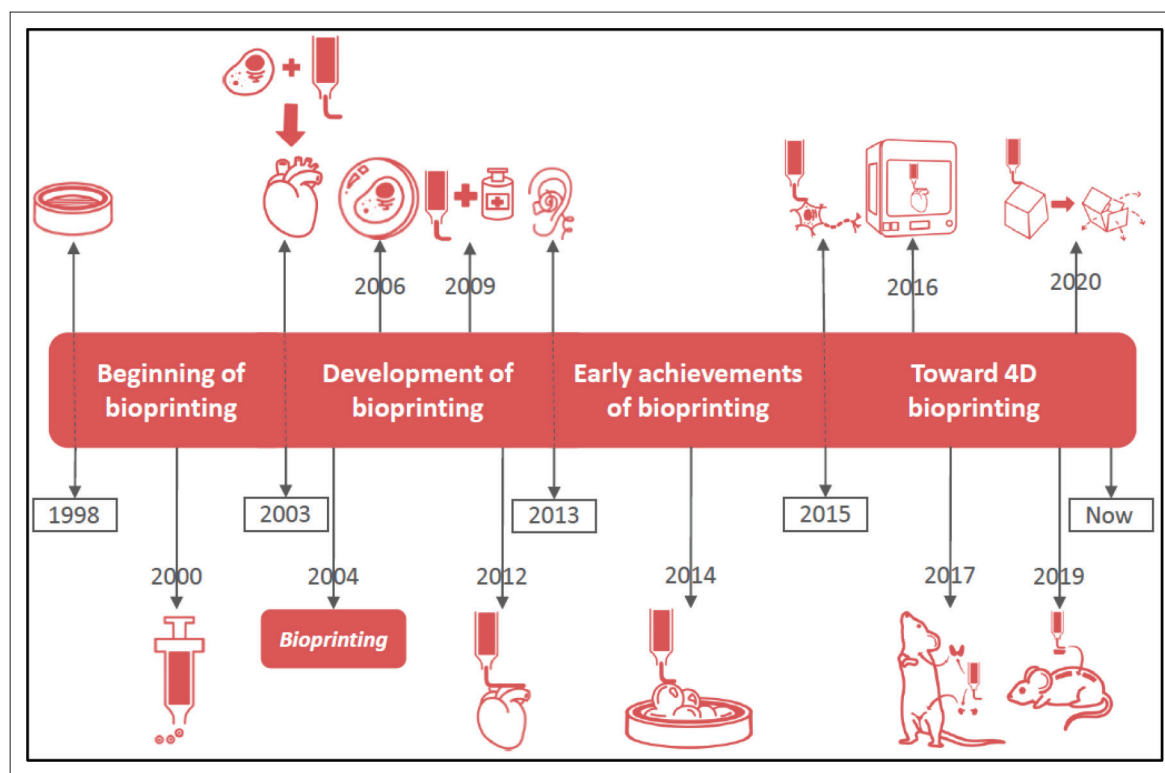 2006
2009
2016
2020
Beginning of
bioprinting
Development of
bioprinting
Early achievements
of bioprinting
Toward 4D
bioprinting
1998
2003
2013
2015
Now
2000
2004
2012
2014
2017
2019
Bioprinting